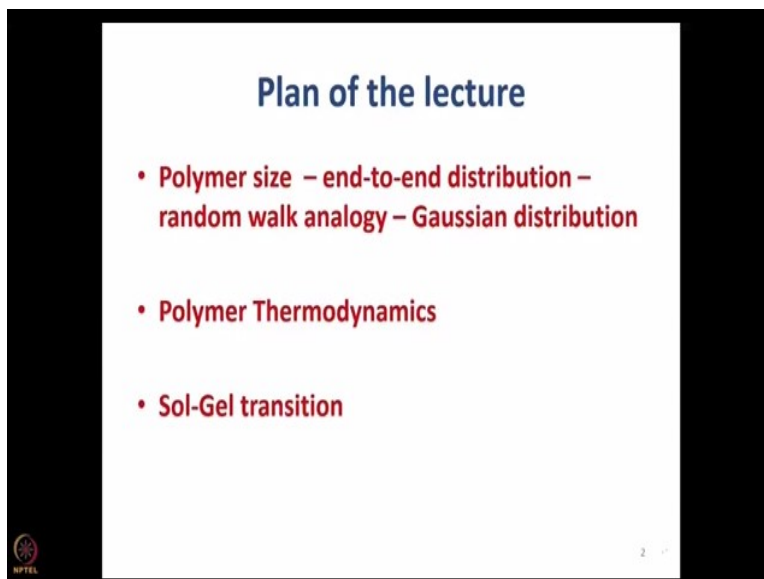 Plan of the lecture
• Polymer size – end-to-end distribution –
random walk analogy – Gaussian distribution
• Polymer Thermodynamics
• Sol-Gel transition
2
NPTEL